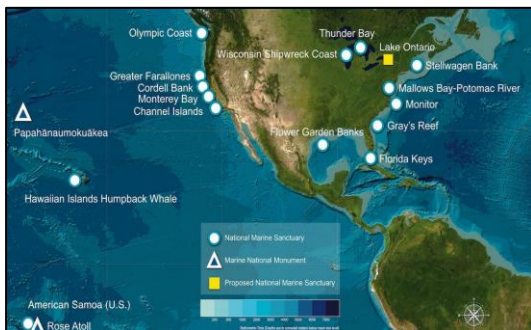 Thunder Bay
Olympic Coast
Wisconsin Shipwreck Coast
Lake Ontario
Stellwagen Bank
Greater Farallones
Cordell Bank
Monterey Bay
Channel Islands
Mallows Bay-Potomac River
Monitor
Papahānaumokuākea
Gray's Reef
Flower Garden Banks
Florida Keys
Hawaiian Islands Humpback Whale
National Marine Sanctuary
Marine National Monument
Proposed National Marine Sanctuary
American Samoa (U.S.)
Rose Atoll